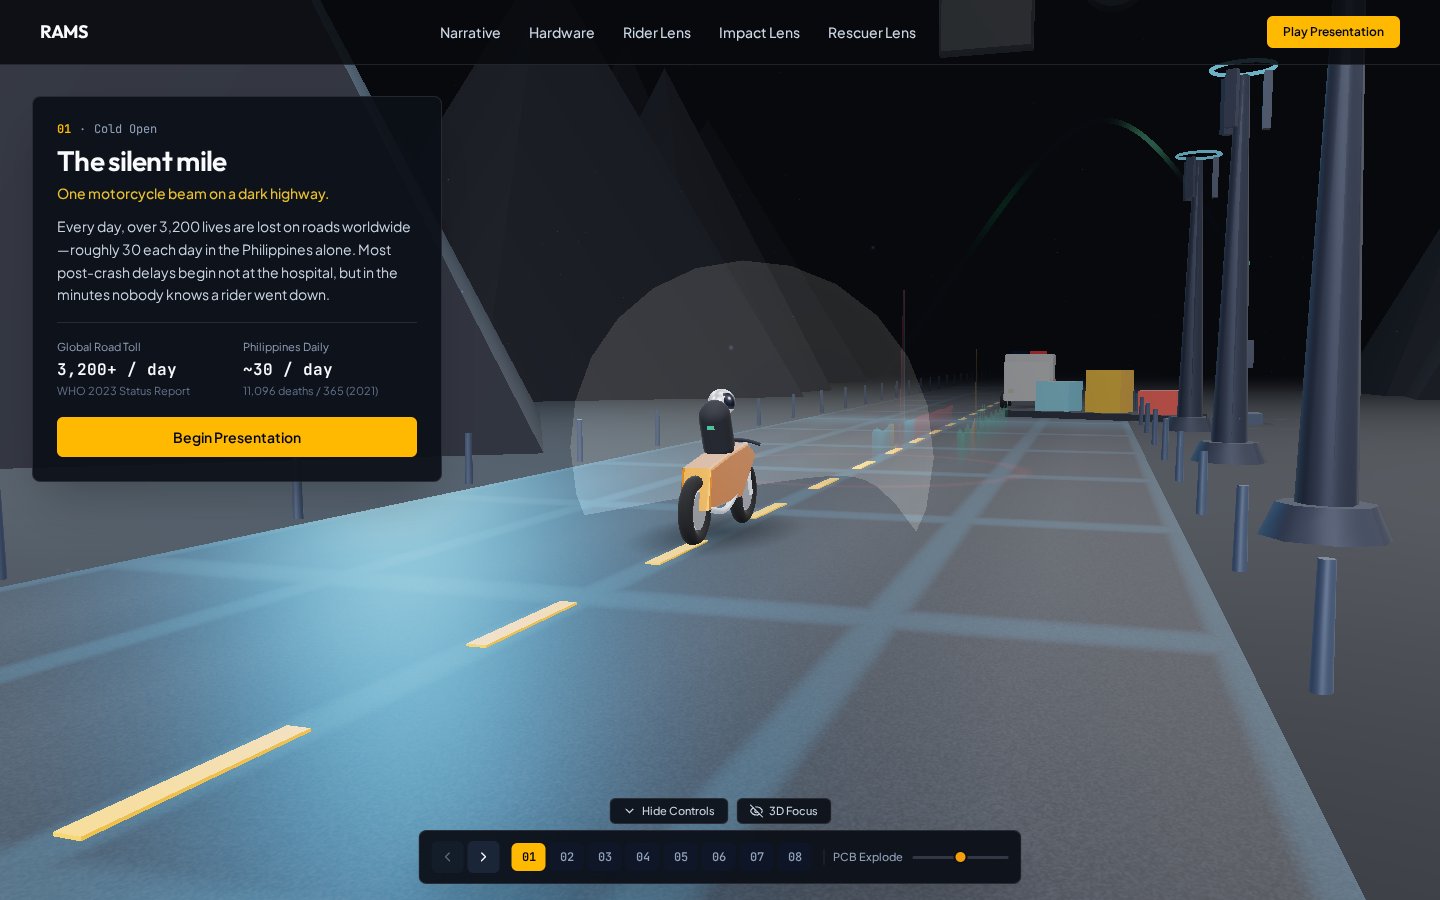 RAMS
Narrative
Hardware
Rider Lens
Impact Lens
Rescuer Lens
Play Presentation
01 · Cold Open
The silent mile
One motorcycle beam on a dark highway.
Every day, over 3,200 lives are lost on roads worldwide
—roughly 30 each day in the Philippines alone. Most
post-crash delays begin not at the hospital, but in the
minutes nobody knows a rider went down.
Global Road Toll
3,200+ / day
WHO 2023 Status Report
Philippines Daily
~30 / day
11,096 deaths / 365 (2021)
Begin Presentation
Hide Controls
3D Focus
01 02 03 04 05 06 07 08
PCB Explode